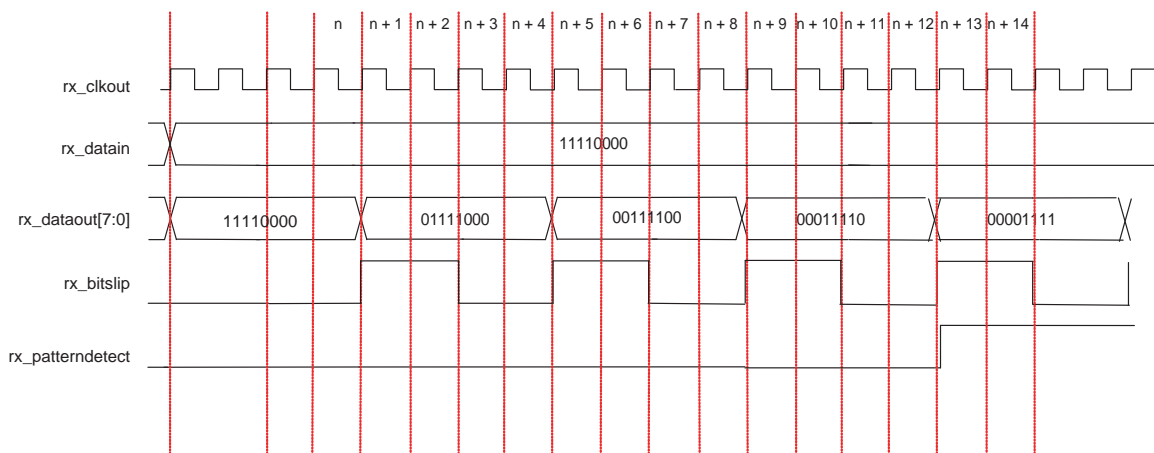 n n + 1 n + 2 n + 3 n + 4 n + 5 n + 6 n + 7 n + 8 n + 9 n + 10 n + 11 n + 12 n + 13 n + 14
rx_clkout
rx_datain 11110000
rx_dataout[7:0] 11110000 01111000 00111100 00011110 00001111
rx_bitslip
rx_patterndetect